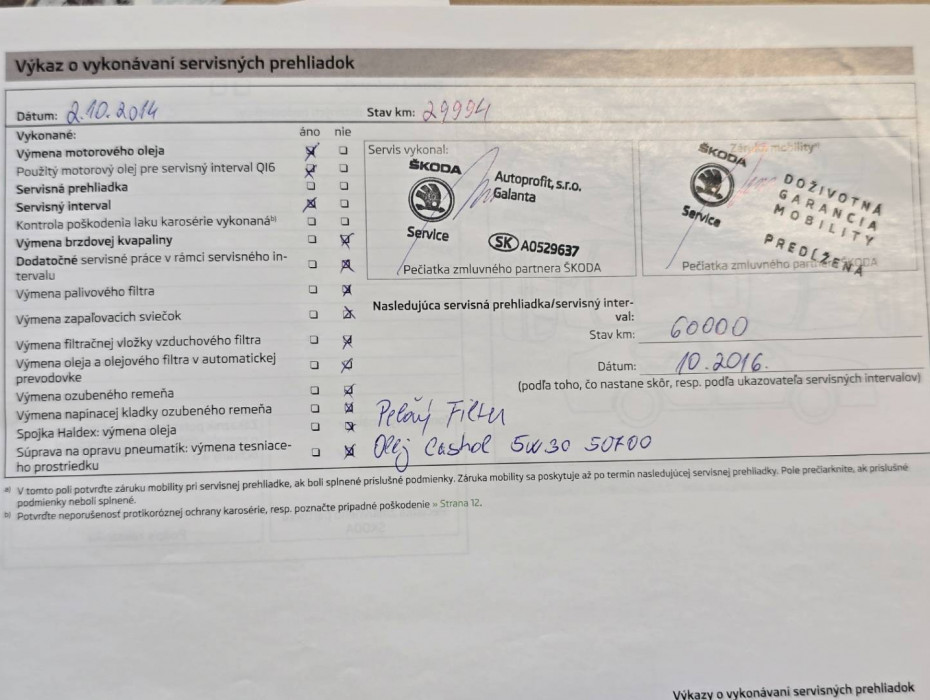 Výkaz o vykonávaní servisných prehliadok
Dátum: 2.10.2014
Stav km: 29994
Vykonané: áno nie
Výmena motorového oleja
Použitý motorový olej pre servisný interval QI6
Servisná prehliadka
Servisný interval
Kontrola poškodenia laku karosérie vykonanáᵇ⁾
Výmena brzdovej kvapaliny
Dodatočné servisné práce v rámci servisného in-
tervalu
Výmena palivového filtra
Výmena zapaľovacích sviečok
Výmena filtračnej vložky vzduchového filtra
Výmena oleja a olejového filtra v automatickej
prevodovke
Výmena ozubeného remeňa
Výmena napínacej kladky ozubeného remeňa
Spojka Haldex: výmena oleja
Súprava na opravu pneumatík: výmena tesniace-
ho prostriedku
Servis vykonal:
ŠKODA
Service
Autoprofit, s.r.o.
Galanta
SK A0529637
Pečiatka zmluvného partnera ŠKODA
mobility
ŠKODA
Service
DOŽIVOTNÁ
GARANCIA
MOBILITY
PREDĹŽENÁ
Pečiatka zmluvného partnera ŠKODA
Nasledujúca servisná prehliadka/servisný inter-
val:
Stav km: 60000
Dátum: 10.2016.
(podľa toho, čo nastane skôr, resp. podľa ukazovateľa servisných intervalov)
Peľový Filter
Olej Castrol 5W30 50700
ᵃ⁾ V tomto poli potvrďte záruku mobility pri servisnej prehliadke, ak boli splnené príslušné podmienky. Záruka mobility sa poskytuje až po termín nasledujúcej servisnej prehliadky. Pole prečiarknite, ak príslušné
podmienky neboli splnené.
ᵇ⁾ Potvrďte neporušenosť protikoróznej ochrany karosérie, resp. poznačte prípadné poškodenie » Strana 12.
Výkazy o vykonávaní servisných prehliadok